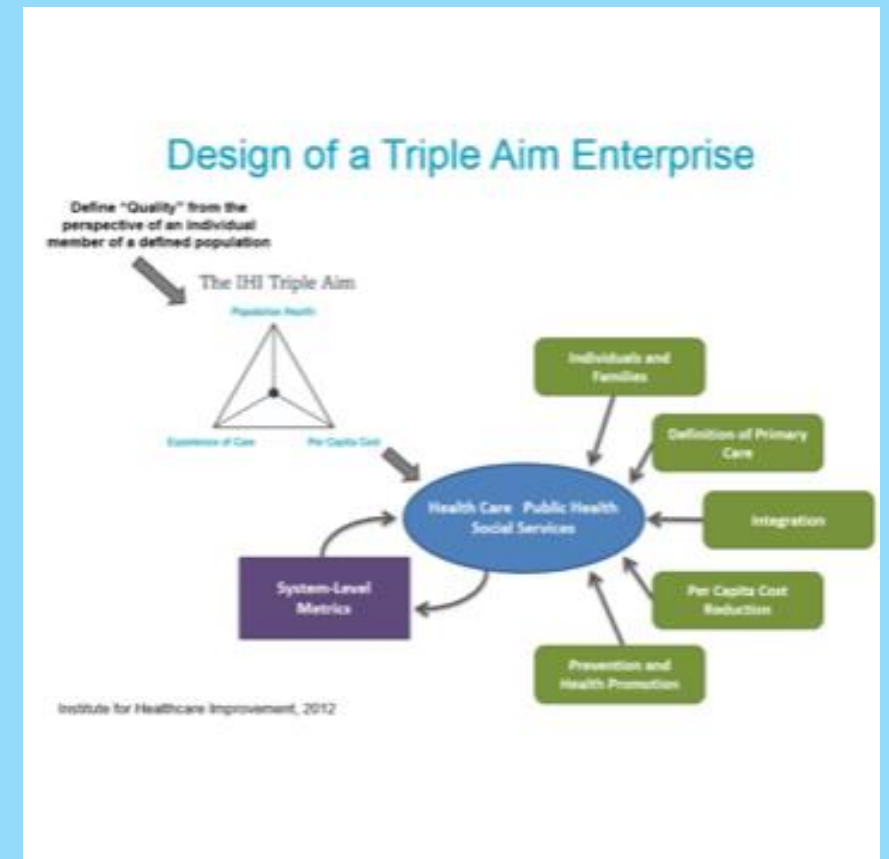 Design of a Triple Aim Enterprise
Define "Quality" from the
perspective of an individual
member of a defined population
The IHI Triple Aim
Population Health
Experience of Care
Per Capita Cost
Individuals and
Families
Definition of Primary
Care
Health Care Public Health
Social Services
Integration
System-Level
Metrics
Per Capita Cost
Reduction
Prevention and
Health Promotion
Institute for Healthcare Improvement, 2012